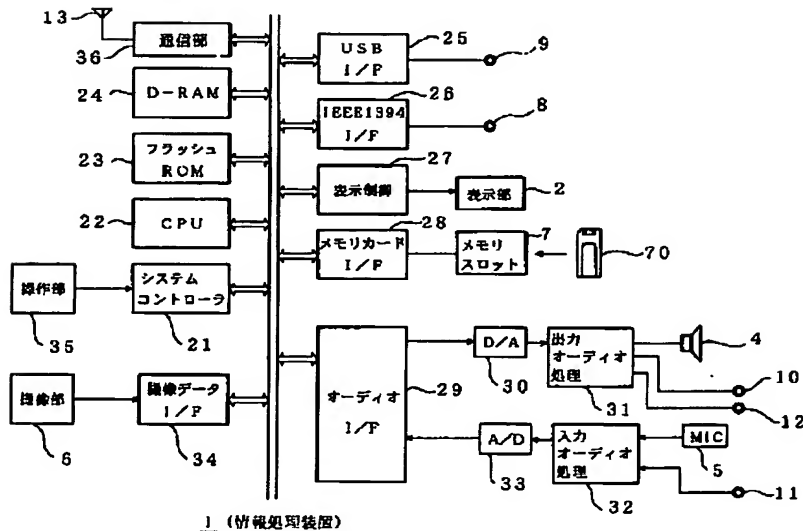 13
通信部
36
D-RAM
24
フラッシュ
ROM
23
CPU
22
操作部
35
システム
コントローラ
21
撮像部
6
撮像データ
I/F
34
USB
I/F
25
9
IEEE1394
I/F
26
8
表示制御
27
表示部
2
メモリカード
I/F
28
メモリ
スロット
7
70
オーディオ
I/F
29
D/A
30
出力
オーディオ
処理
31
4
10
12
A/D
33
入力
オーディオ
処理
32
MIC
5
11
1 (情報処理装置)